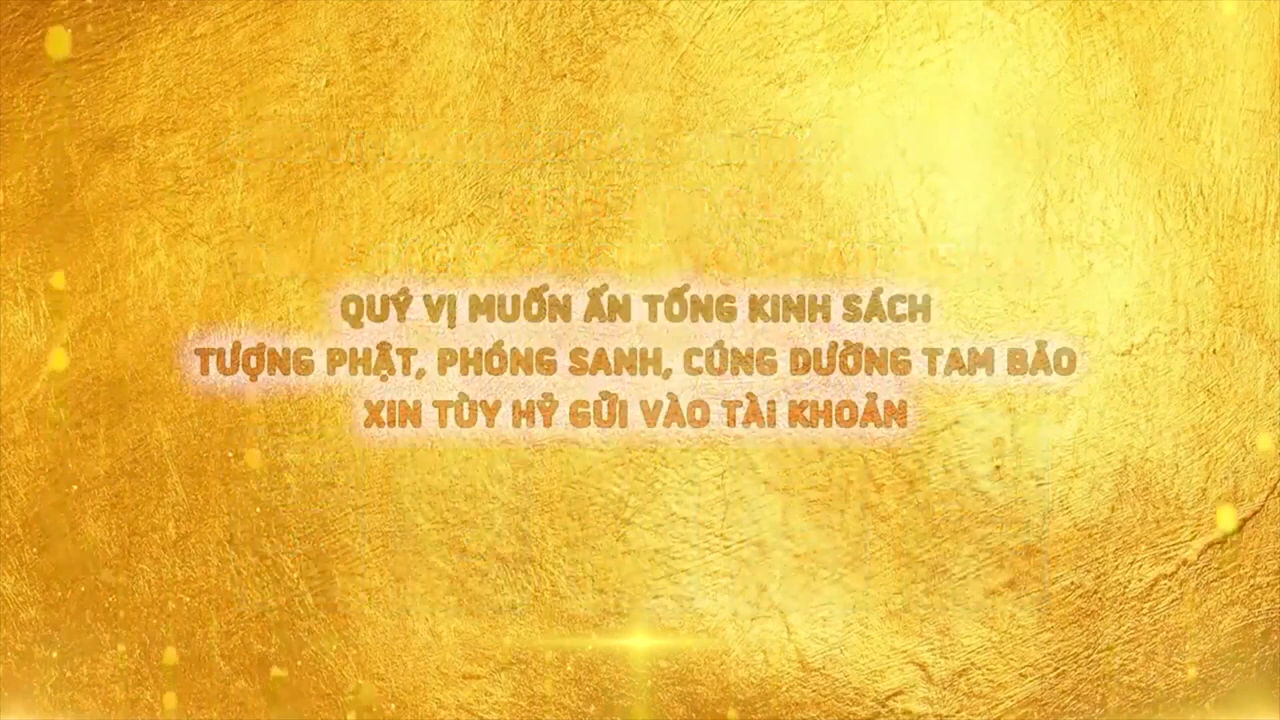 QUÝ VỊ MUỐN ẤN TỐNG KINH SÁCH
TƯỢNG PHẬT, PHÓNG SANH, CÚNG DƯỜNG TAM BẢO
XIN TÙY HỶ GỬI VÀO TÀI KHOẢN